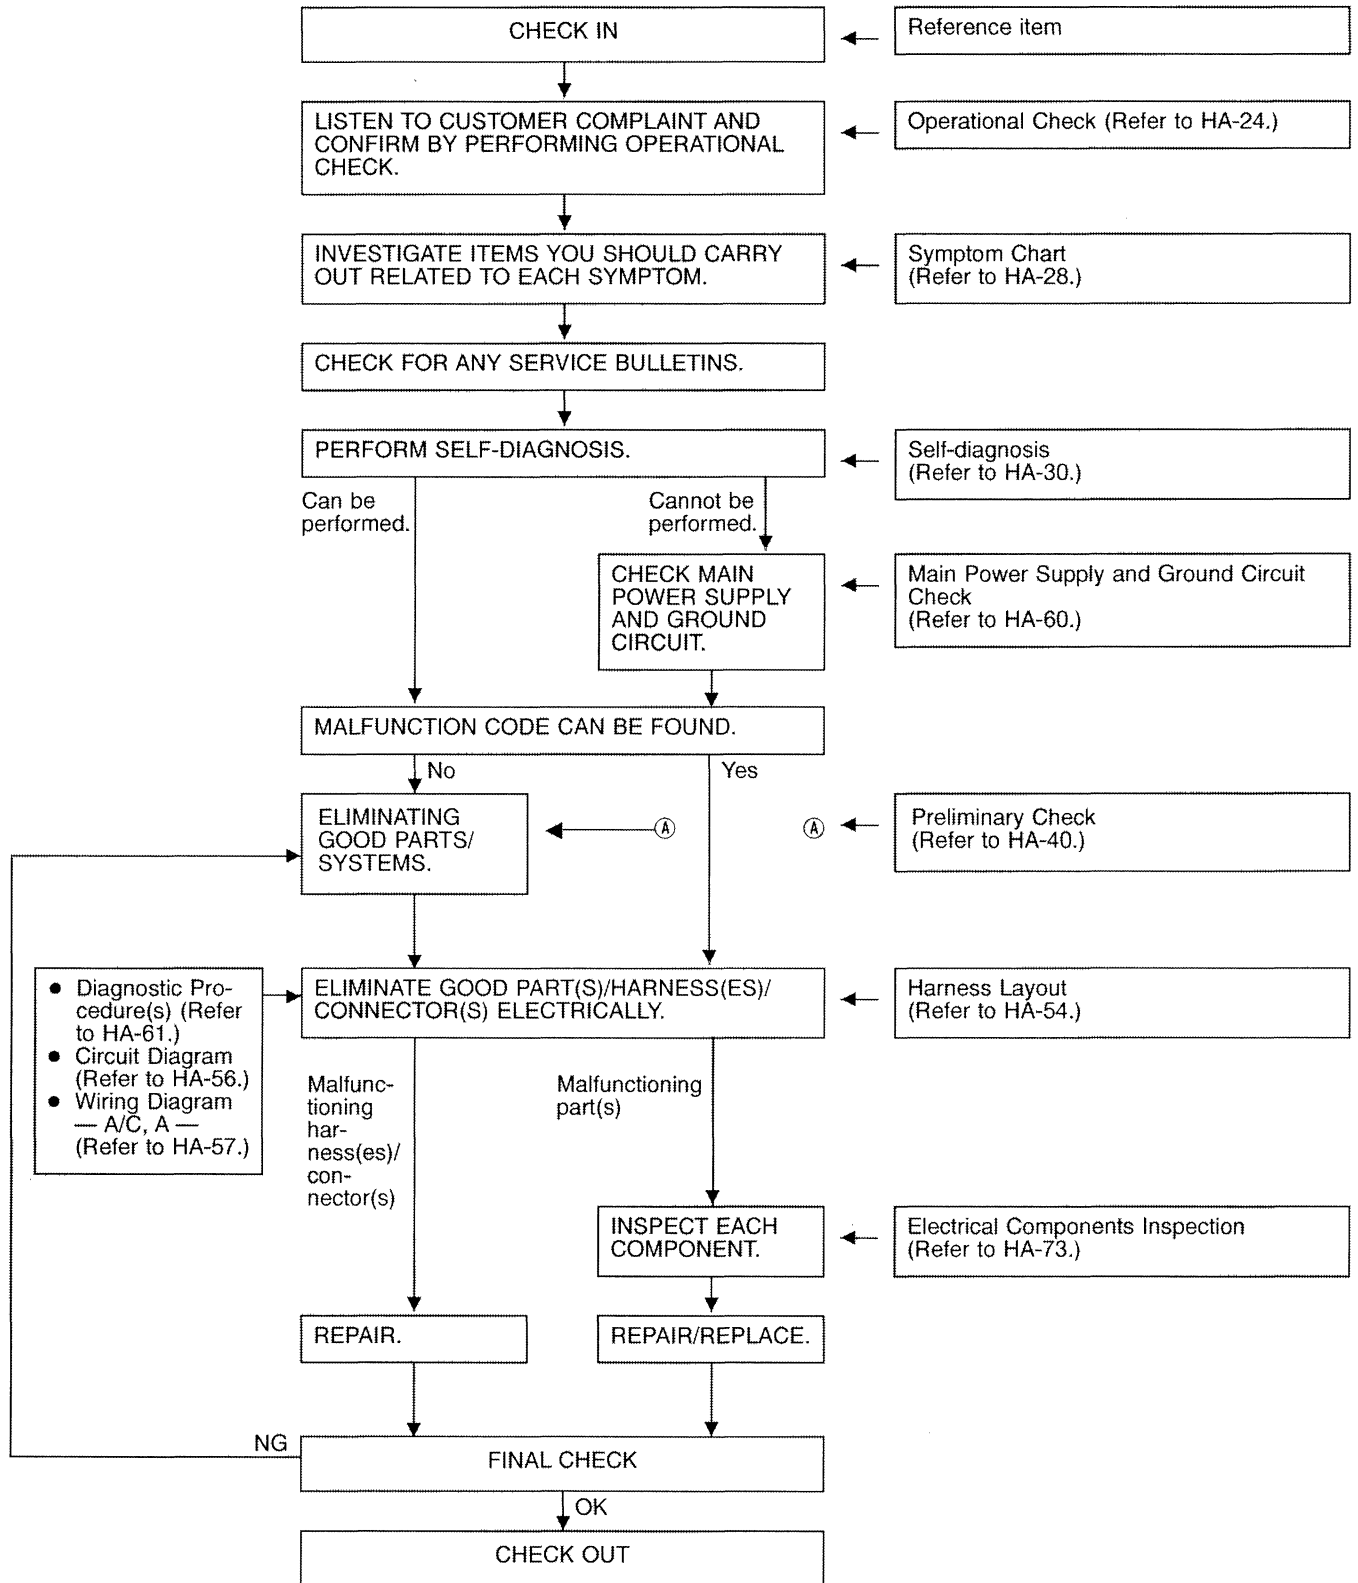 CHECK IN
Reference item
LISTEN TO CUSTOMER COMPLAINT AND
CONFIRM BY PERFORMING OPERATIONAL
CHECK.
Operational Check (Refer to HA-24.)
INVESTIGATE ITEMS YOU SHOULD CARRY
OUT RELATED TO EACH SYMPTOM.
Symptom Chart
(Refer to HA-28.)
CHECK FOR ANY SERVICE BULLETINS.
PERFORM SELF-DIAGNOSIS.
Self-diagnosis
(Refer to HA-30.)
Can be
performed.
Cannot be
performed.
CHECK MAIN
POWER SUPPLY
AND GROUND
CIRCUIT.
Main Power Supply and Ground Circuit
Check
(Refer to HA-60.)
MALFUNCTION CODE CAN BE FOUND.
No
Yes
ELIMINATING
GOOD PARTS/
SYSTEMS.
Ⓐ
Ⓐ
Preliminary Check
(Refer to HA-40.)
● Diagnostic Pro-
cedure(s) (Refer
to HA-61.)
● Circuit Diagram
(Refer to HA-56.)
● Wiring Diagram
— A/C, A —
(Refer to HA-57.)
ELIMINATE GOOD PART(S)/HARNESS(ES)/
CONNECTOR(S) ELECTRICALLY.
Harness Layout
(Refer to HA-54.)
Malfunc-
tioning
har-
ness(es)/
con-
nector(s)
Malfunctioning
part(s)
INSPECT EACH
COMPONENT.
Electrical Components Inspection
(Refer to HA-73.)
REPAIR.
REPAIR/REPLACE.
NG
FINAL CHECK
OK
CHECK OUT